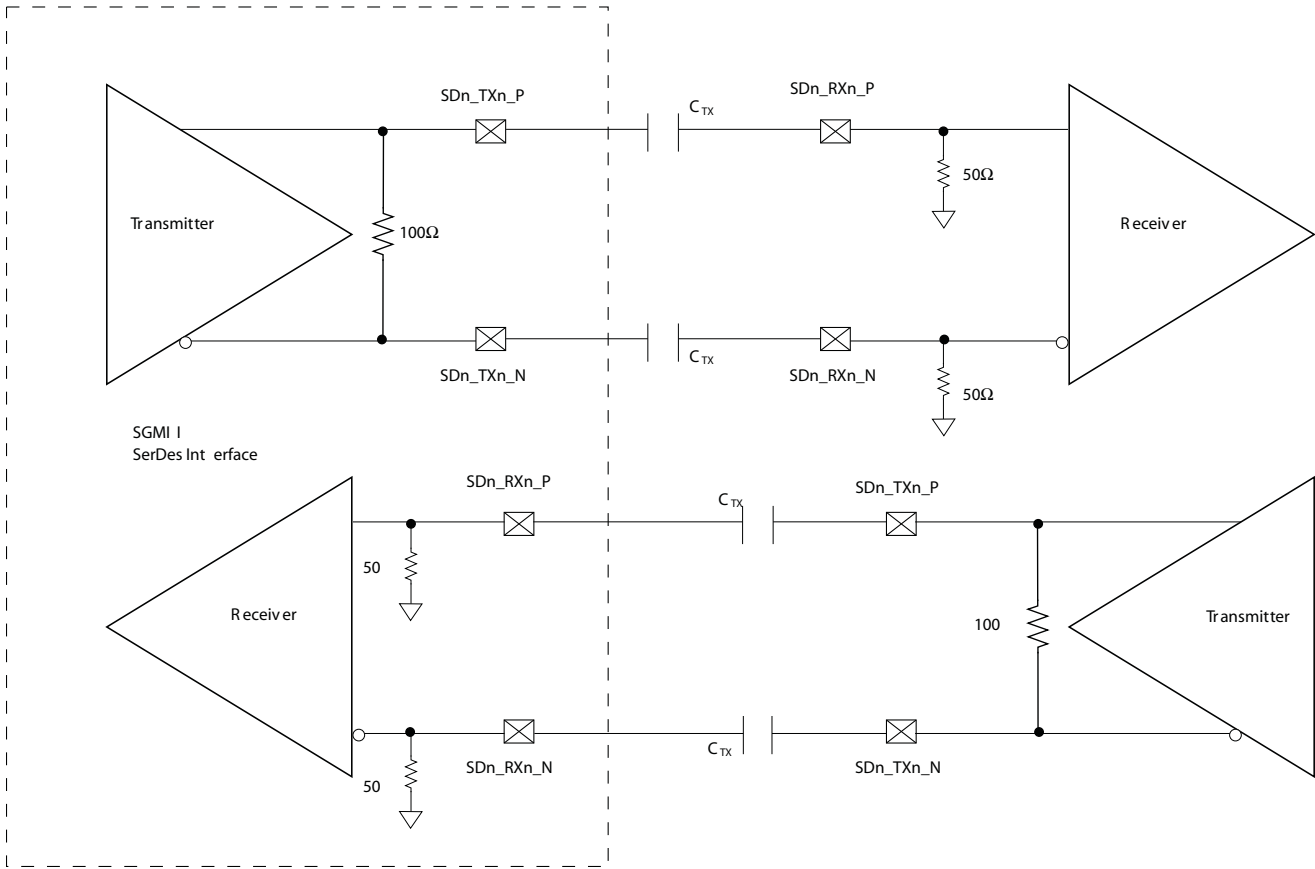 SDn_TXn_P
C TX
SDn_RXn_P
50Ω
Transmitter
100Ω
Receiver
SDn_TXn_N
C TX
SDn_RXn_N
50Ω
SGMI I
SerDes Int erface
SDn_RXn_P
C TX
SDn_TXn_P
50
Receiver
100
Transmitter
SDn_RXn_N
C TX
SDn_TXn_N
50